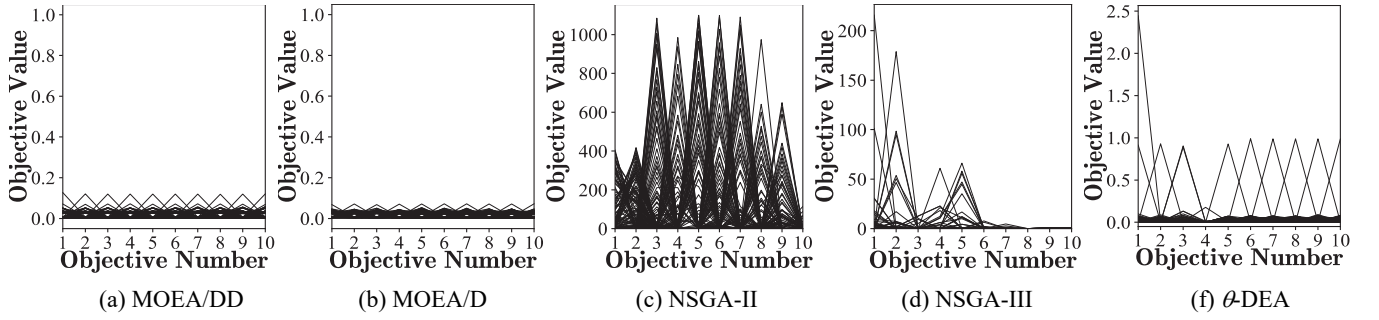 Objective Value
1.0
0.8
0.6
0.4
0.2
0.0
1 2 3 4 5 6 7 8 9 10
Objective Number
(a) MOEA/DD
Objective Value
1.0
0.8
0.6
0.4
0.2
0.0
1 2 3 4 5 6 7 8 9 10
Objective Number
(b) MOEA/D
Objective Value
1000
800
600
400
200
0
1 2 3 4 5 6 7 8 9 10
Objective Number
(c) NSGA-II
Objective Value
200
150
100
50
0
1 2 3 4 5 6 7 8 9 10
Objective Number
(d) NSGA-III
Objective Value
2.5
2.0
1.5
1.0
0.5
0.0
1 2 3 4 5 6 7 8 9 10
Objective Number
(f) θ-DEA